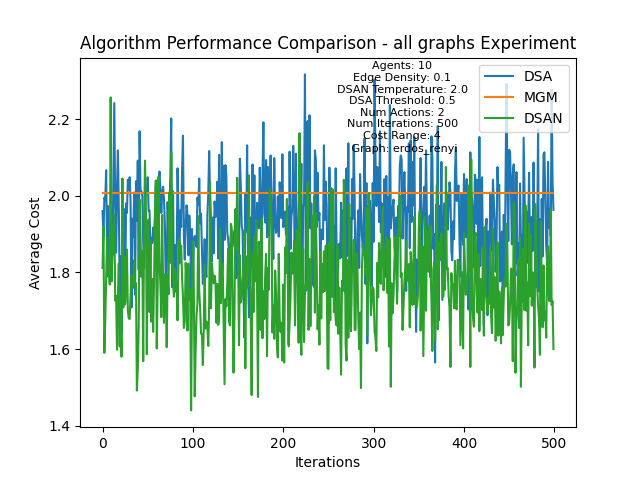 Algorithm Performance Comparison - all graphs Experiment
Agents: 10
Edge Density: 0.1
DSAN Temperature: 2.0
DSA Threshold: 0.5
Num Actions: 2
Num Iterations: 500
Cost Range: 4
Graph: erdos_renyi
DSA
MGM
DSAN
Average Cost
2.2
2.0
1.8
1.6
1.4
0 100 200 300 400 500
Iterations